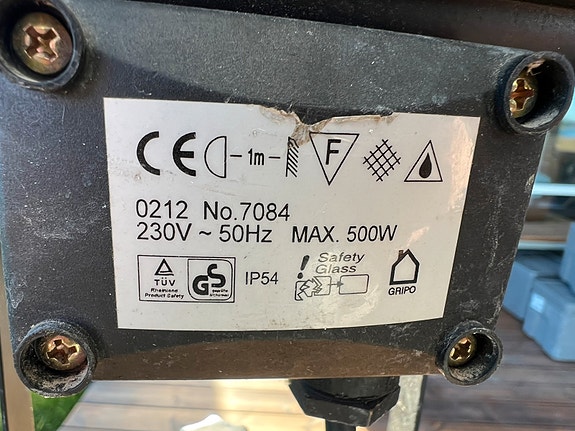 CE 1m F
0212 No.7084
230V ~ 50Hz MAX. 500W
! Safety
Glass
TÜV
Rheinland
Product Safety
GS
geprüfte
Sicherheit
IP54
GRIPO